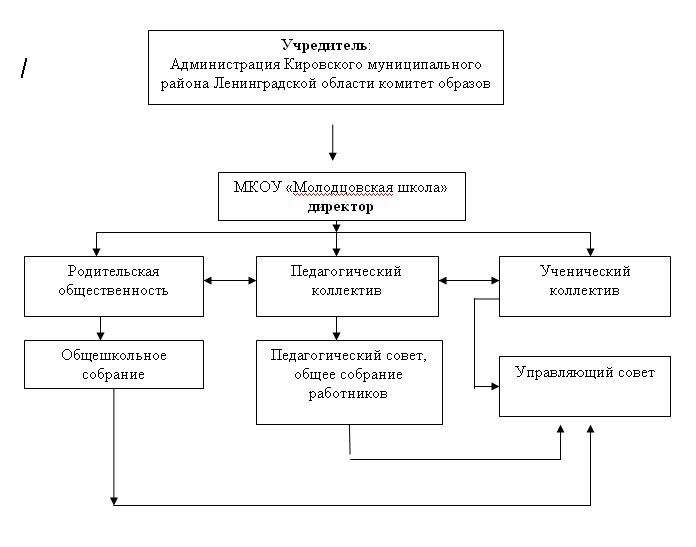 Учредитель:
Администрация Кировского муниципального
района Ленинградской области комитет образов
МКОУ «Молодцовская школа»
директор
Родительская
общественность
Педагогический
коллектив
Ученический
коллектив
Общешкольное
собрание
Педагогический совет,
общее собрание
работников
Управляющий совет